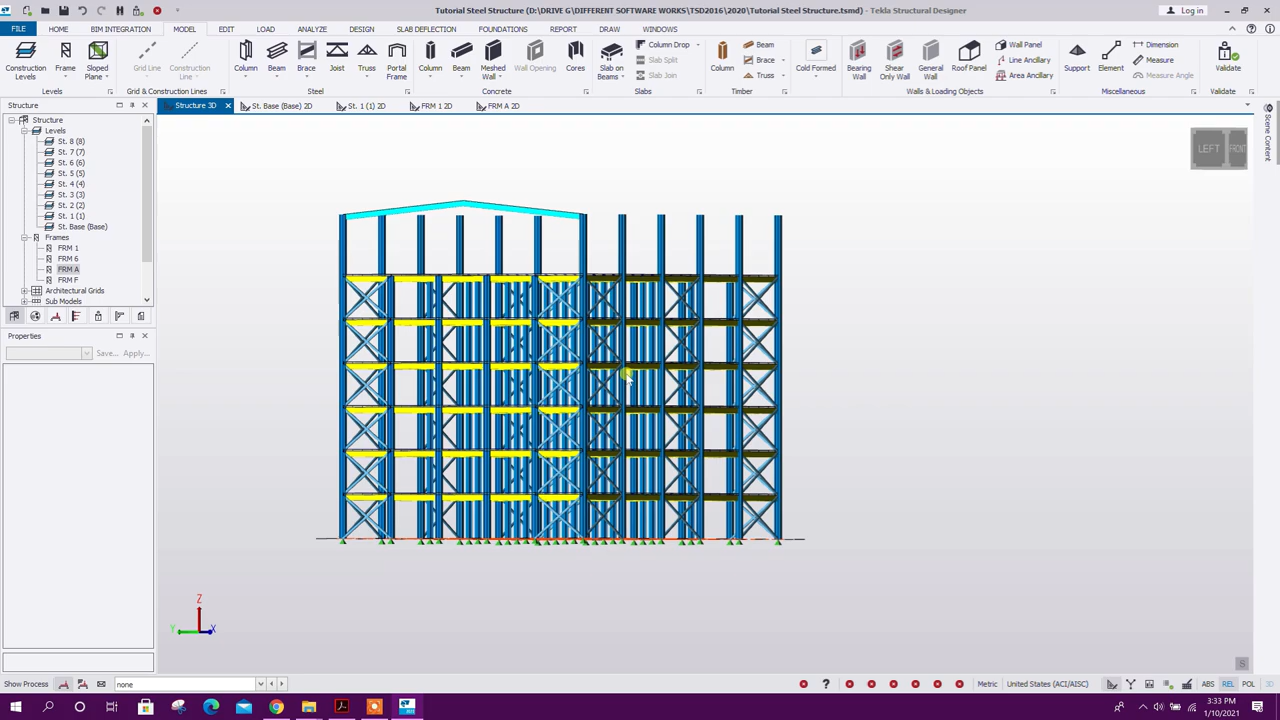 Tutorial Steel Structure (D:\DRIVE G\DIFFERENT SOFTWARE WORKS\TSD2016\2020\Tutorial Steel Structure.tsmd) - Tekla Structural Designer
Log in
FILE HOME BIM INTEGRATION MODEL EDIT LOAD ANALYZE DESIGN SLAB DEFLECTION FOUNDATIONS REPORT DRAW WINDOWS
Construction Levels
Frame
Sloped Plane
Grid Line
Construction Line
Column
Beam
Brace
Joist
Truss
Portal Frame
Column
Beam
Meshed Wall
Wall Opening
Cores
Slab on Beams
Column Drop
Slab Split
Slab Join
Column
Beam
Brace
Truss
Cold Formed
Bearing Wall
Shear Only Wall
General Wall
Roof Panel
Wall Panel
Line Ancillary
Area Ancillary
Support
Element
Dimension
Measure
Measure Angle
Validate
Levels
Grid & Construction Lines
Steel
Concrete
Slabs
Timber
Walls & Loading Objects
Miscellaneous
Validate
Structure
Structure 3D
St. Base (Base) 2D
St. 1 (1) 2D
FRM 1 2D
FRM A 2D
Structure
Levels
St. 8 (8)
St. 7 (7)
St. 6 (6)
St. 5 (5)
St. 4 (4)
St. 3 (3)
St. 2 (2)
St. 1 (1)
St. Base (Base)
Frames
FRM 1
FRM 6
FRM A
FRM F
Architectural Grids
Sub Models
Properties
Save... Apply...
LEFT
FRONT
Scene Content
Z
Y
X
S
Show Process
none
Metric
United States (ACI/AISC)
ABS
REL
POL
3D
3:33 PM
1/10/2021